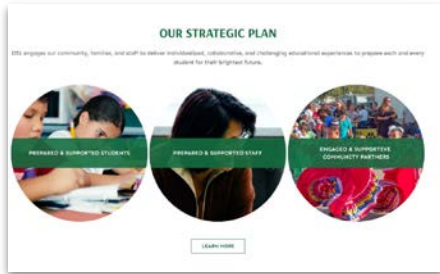 OUR STRATEGIC PLAN
engages our community, families, and staff to deliver individualized, collaborative, and challenging educational experiences to prepare each and every
student for their brightest future.
PREPARED & SUPPORTED STUDENTS
PREPARED & SUPPORTED STAFF
ENGAGED & SUPPORTIVE
COMMUNITY PARTNERS
LEARN MORE